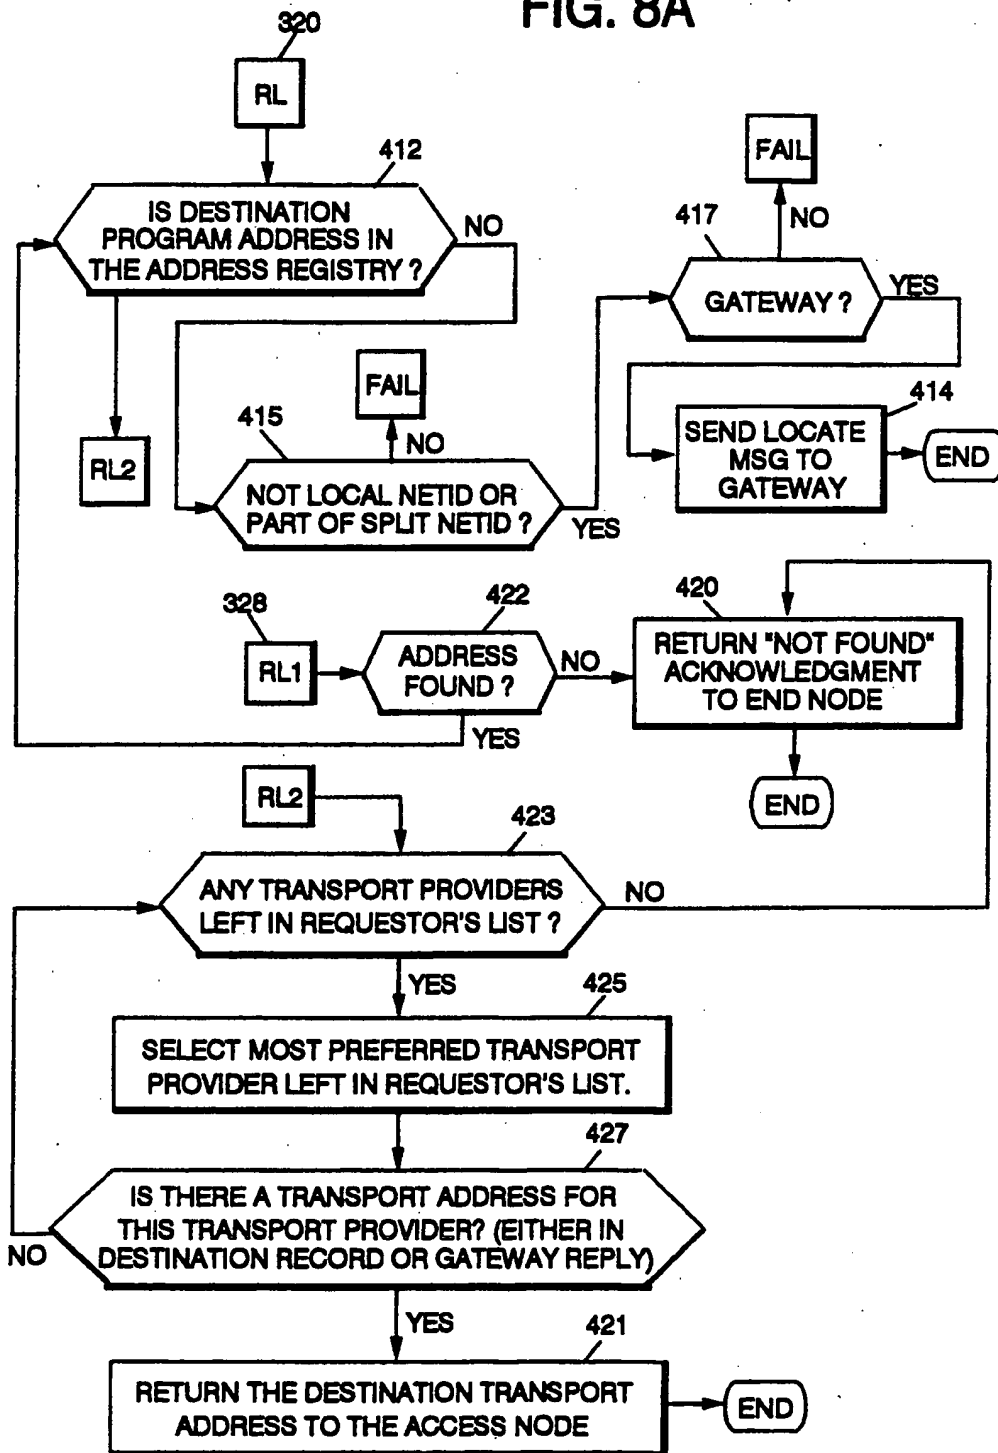 FIG. 8A
320
RL
412
IS DESTINATION
PROGRAM ADDRESS IN
THE ADDRESS REGISTRY ?
NO
FAIL
NO
417
GATEWAY ?
YES
FAIL
NO
415
NOT LOCAL NETID OR
PART OF SPLIT NETID ?
YES
RL2
414
SEND LOCATE
MSG TO
GATEWAY
END
328
RL1
422
ADDRESS
FOUND ?
NO
YES
420
RETURN "NOT FOUND"
ACKNOWLEDGMENT
TO END NODE
END
RL2
423
ANY TRANSPORT PROVIDERS
LEFT IN REQUESTOR'S LIST ?
NO
YES
425
SELECT MOST PREFERRED TRANSPORT
PROVIDER LEFT IN REQUESTOR'S LIST.
427
IS THERE A TRANSPORT ADDRESS FOR
THIS TRANSPORT PROVIDER? (EITHER IN
DESTINATION RECORD OR GATEWAY REPLY)
NO
YES
421
RETURN THE DESTINATION TRANSPORT
ADDRESS TO THE ACCESS NODE
END